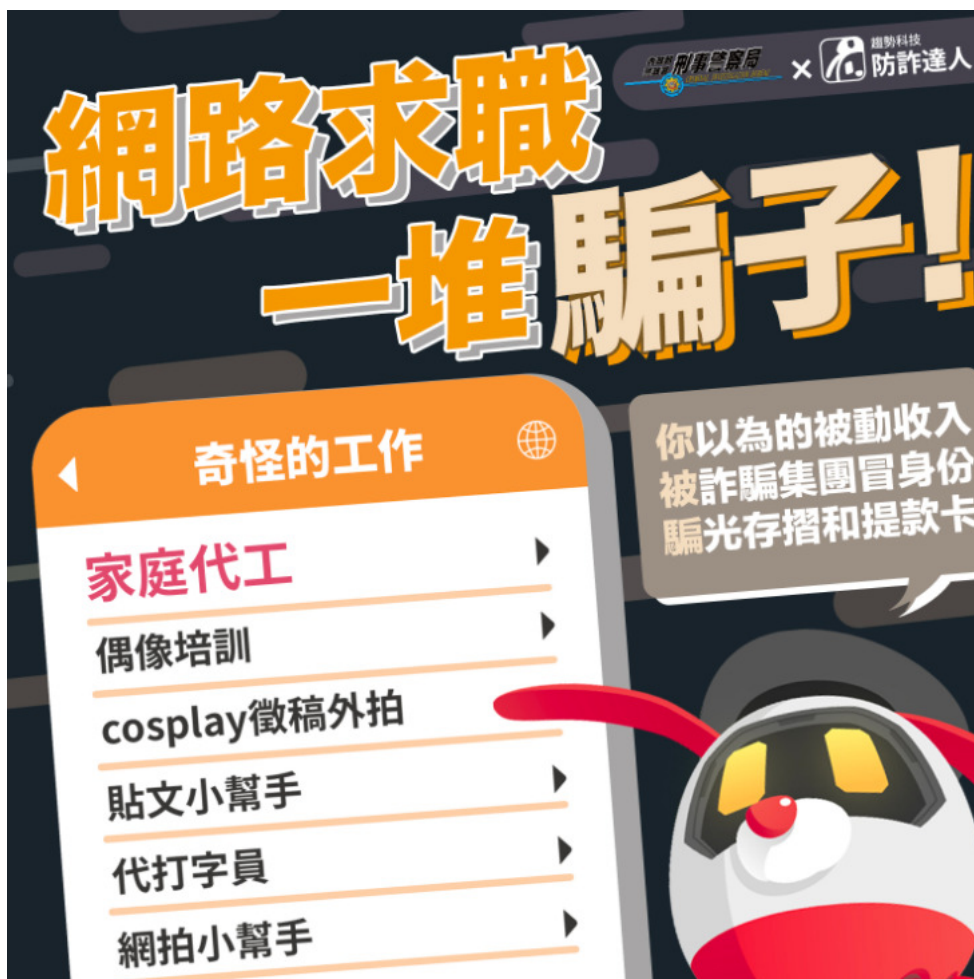 刑事警察局
×
趨勢科技
防詐達人
網路求職
一堆騙子!
奇怪的工作
家庭代工
偶像培訓
cosplay徵稿外拍
貼文小幫手
代打字員
網拍小幫手
你以為的被動收入
被詐騙集團冒身份
騙光存摺和提款卡